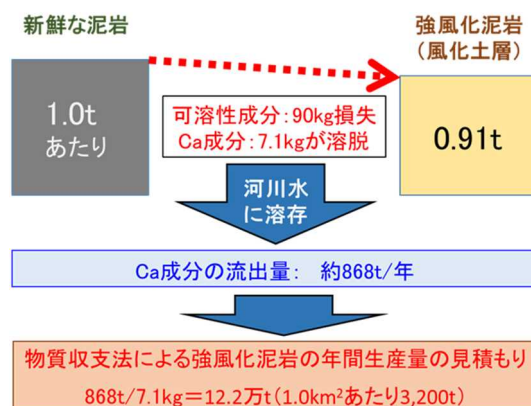 新鮮な泥岩
強風化泥岩
(風化土層)
1.0t
あたり
可溶性成分:90kg損失
Ca成分:7.1kgが溶脱
0.91t
河川水
に溶存
Ca成分の流出量: 約868t/年
物質収支法による強風化泥岩の年間生産量の見積もり
868t/7.1kg=12.2万t(1.0km²あたり3,200t)